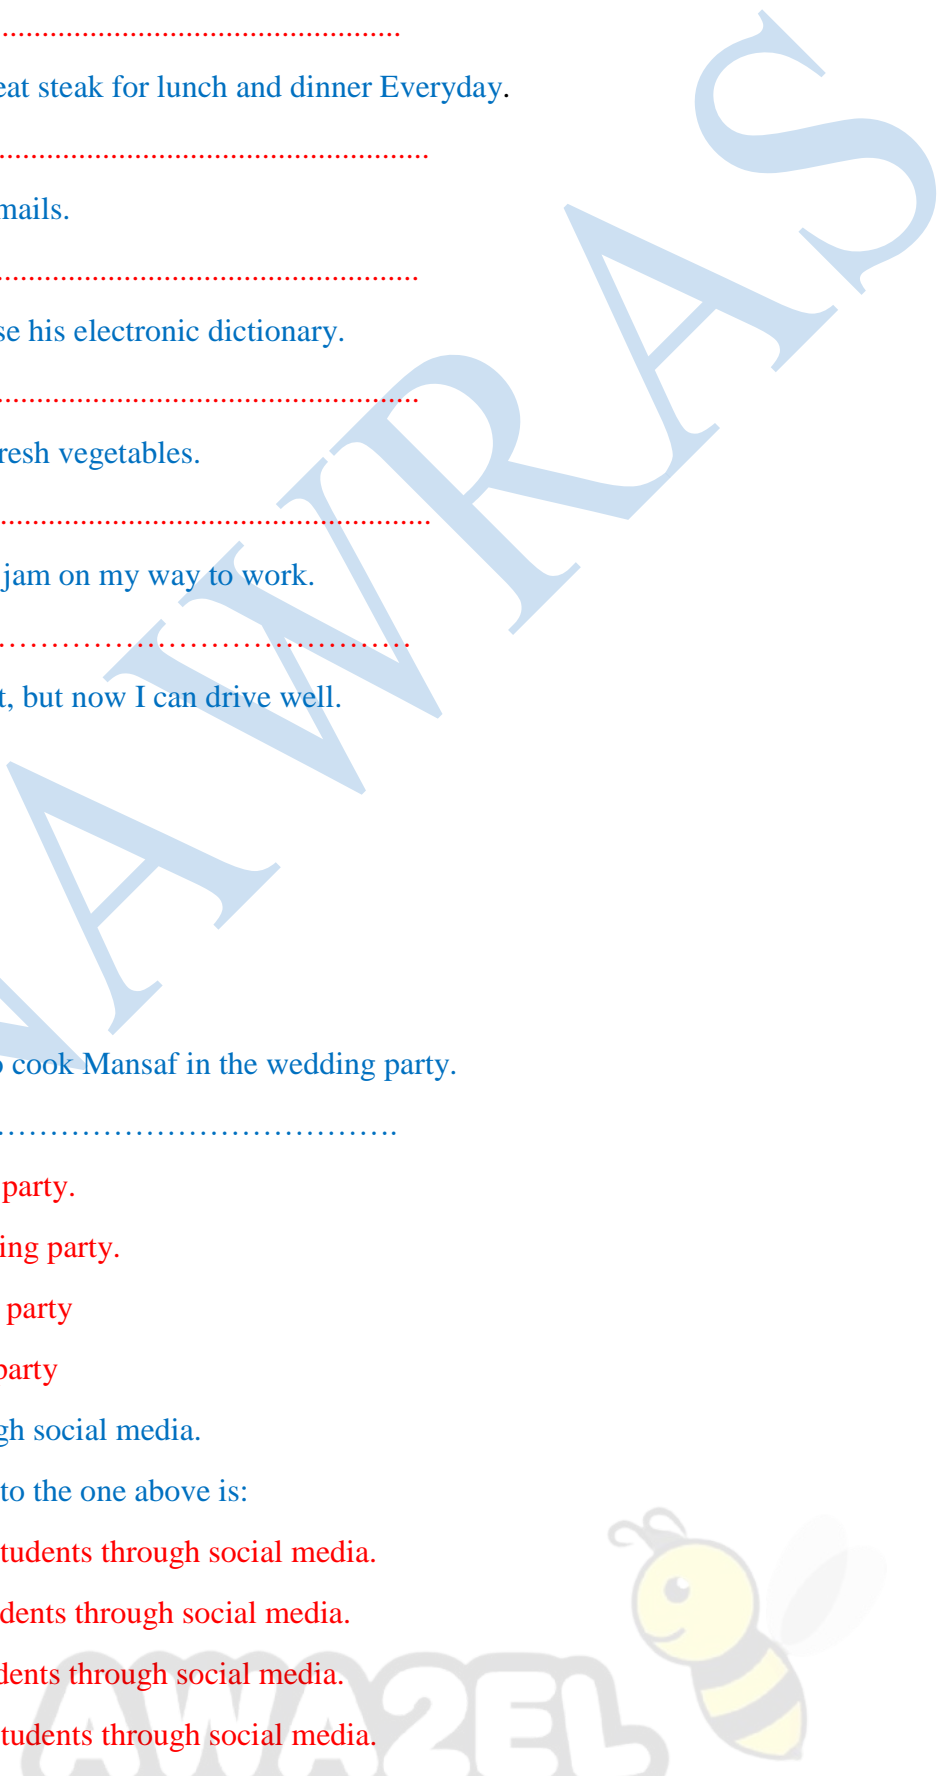 ..................................................
eat steak for lunch and dinner Everyday.
......................................................
mails.
.....................................................
se his electronic dictionary.
.....................................................
resh vegetables.
......................................................
jam on my way to work.
…………………………………………
t, but now I can drive well.
o cook Mansaf in the wedding party.
……………………………………….
party.
ing party.
party
party
gh social media.
to the one above is:
tudents through social media.
dents through social media.
dents through social media.
tudents through social media.
NAWRAS
AWA2EL